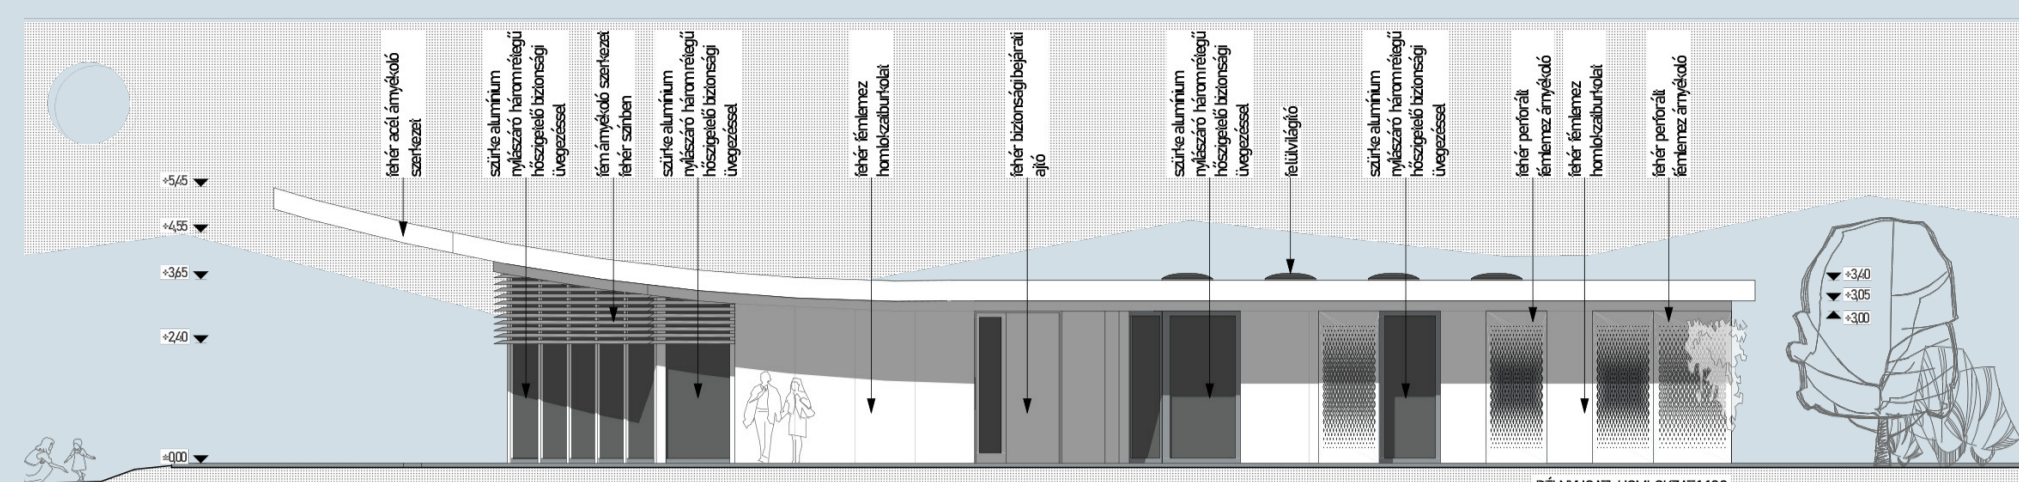 fehér acél árnyékoló
szerkezet
szürke alumínium
nyílászáró háromrétegű
hőszigetelő biztonsági
üvegezéssel
fém árnyékoló szerkezet
fehér színben
szürke alumínium
nyílászáró háromrétegű
hőszigetelő biztonsági
üvegezéssel
fehér fémlemez
homlokzatburkolat
fehér biztonsági bejárati
ajtó
szürke alumínium
nyílászáró háromrétegű
hőszigetelő biztonsági
üvegezéssel
felülvilágító
szürke alumínium
nyílászáró háromrétegű
hőszigetelő biztonsági
üvegezéssel
fehér perforált
fémlemez árnyékoló
fehér fémlemez
homlokzatburkolat
fehér perforált
fémlemez árnyékoló
+5,45
+4,55
+3,65
+2,40
±0,00
+3,40
+3,05
+3,00